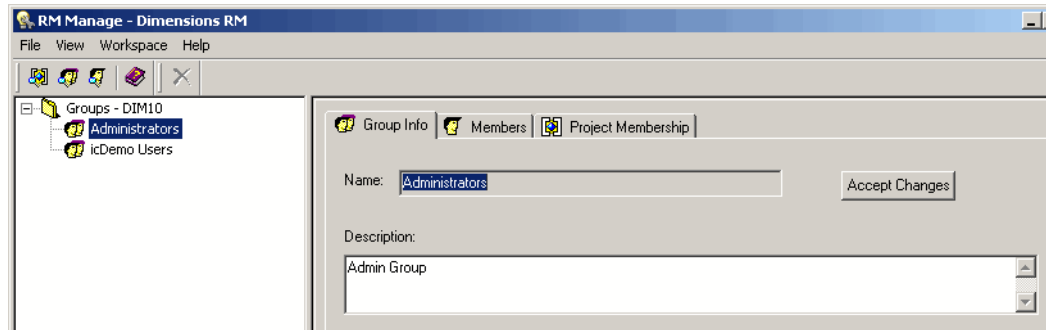 RM Manage - Dimensions RM
File View Workspace Help
Groups - DIM10
Administrators
icDemo Users
Group Info Members Project Membership
Name: Administrators Accept Changes
Description:
Admin Group